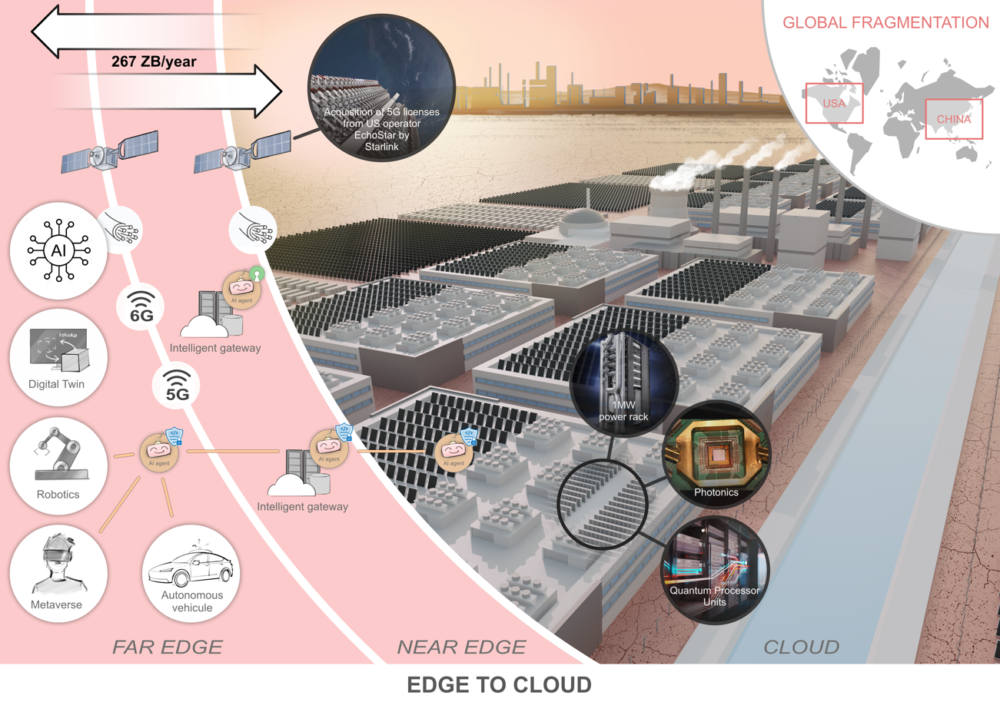 GLOBAL FRAGMENTATION
USA
CHINA
267 ZB/year
Acquisition of 5G licenses
from US operator
EchoStar by
Starlink
AI
6G
AI agent
Intelligent gateway
Digital Twin
5G
1MW
power rack
Photonics
AI agent
AI agent
AI agent
Robotics
Intelligent gateway
Metaverse
Autonomous
vehicule
Quantum Processor
Units
FAR EDGE
NEAR EDGE
CLOUD
EDGE TO CLOUD